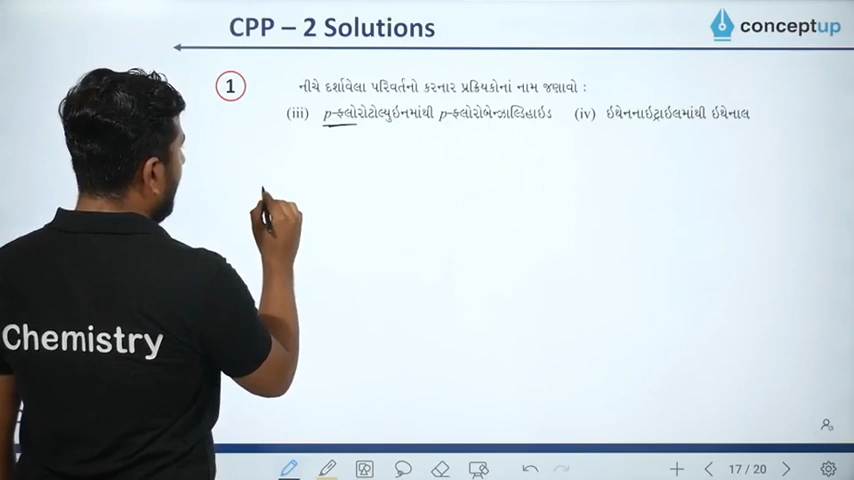 CPP – 2 Solutions
conceptup
1 નીચે દર્શાવેલા પરિવર્તનો કરનાર પ્રક્રિયકોનાં નામ જણાવો :
(iii) p-ફ્લોરોટોલ્યુઇનમાંથી p-ફ્લોરોબેન્ઝાલ્ડિહાઇડ (iv) ઇથેનનાઇટ્રાઇલમાંથી ઇથેનાલ
Chemistry
17 / 20